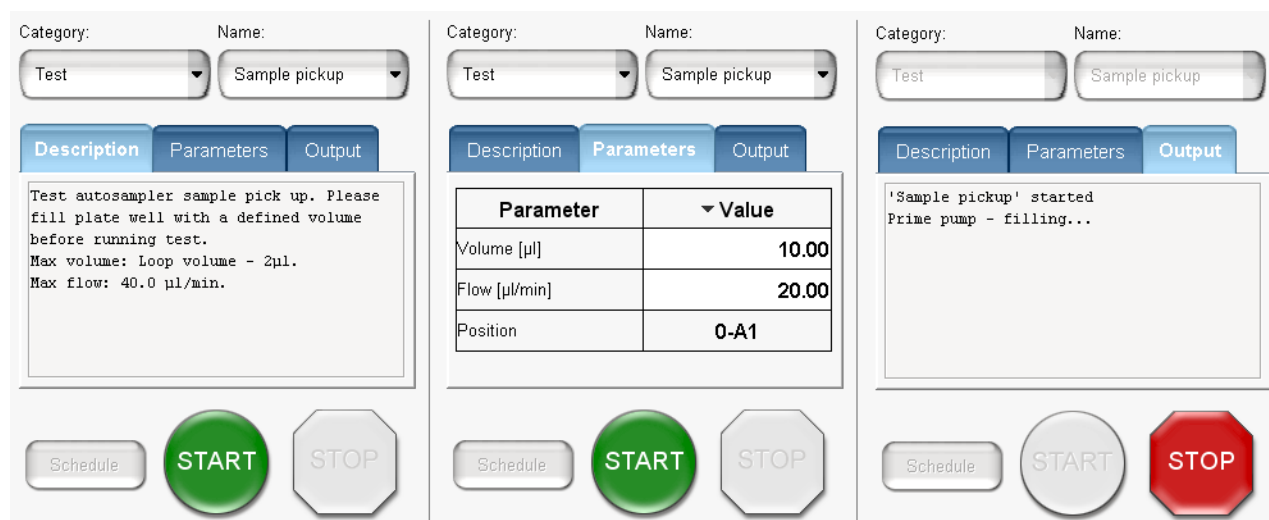 Category: Name:
Test Sample pickup
Description Parameters Output
Test autosampler sample pick up. Please
fill plate well with a defined volume
before running test.
Max volume: Loop volume - 2µl.
Max flow: 40.0 µl/min.
Schedule START STOP
Category: Name:
Test Sample pickup
Description Parameters Output
Parameter Value
Volume [µl] 10.00
Flow [µl/min] 20.00
Position 0-A1
Schedule START STOP
Category: Name:
Test Sample pickup
Description Parameters Output
'Sample pickup' started
Prime pump - filling...
Schedule START STOP